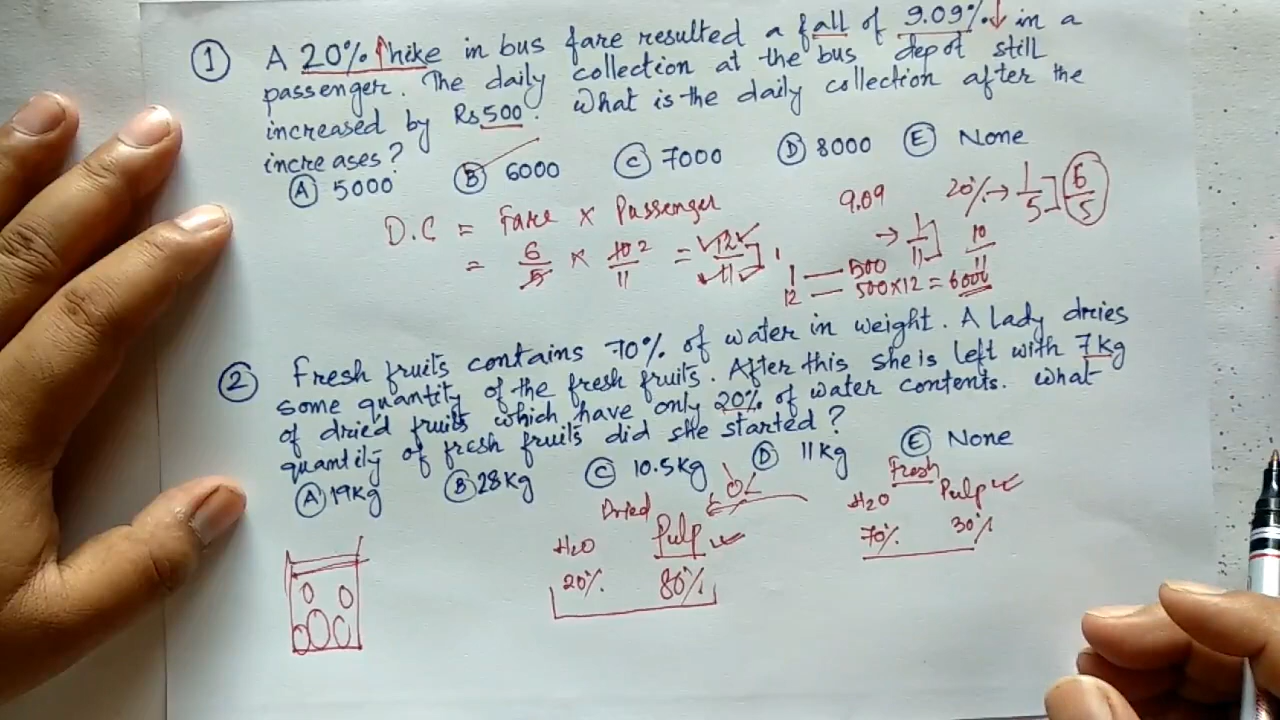 ① A 20% ↑ hike in bus fare resulted a fall of 9.09% ↓ in a
passenger. The daily collection at the bus depot still
increased by Rs 500. What is the daily collection after the
increases?
Ⓐ 5000 Ⓑ 6000 Ⓒ 7000 Ⓓ 8000 Ⓔ None
D.C = Fare × Passenger 9.09 20% → 1/5 ] 6/5
= 6/5 × 10 2/11 = 12/11 ] 1 → 1/11 ] 10/11
1 — 500
12 — 500×12 = 6000
② Fresh fruits contains 70% of water in weight. A lady dries
some quantity of the fresh fruits. After this she is left with 7kg
of dried fruits which have only 20% of water contents. What
quantity of fresh fruits did she started?
Ⓐ 19kg Ⓑ 28kg Ⓒ 10.5kg Ⓓ 11kg Ⓔ None
Dried Fresh
H₂O Pulp H₂O Pulp
20% 80% 70% 30%